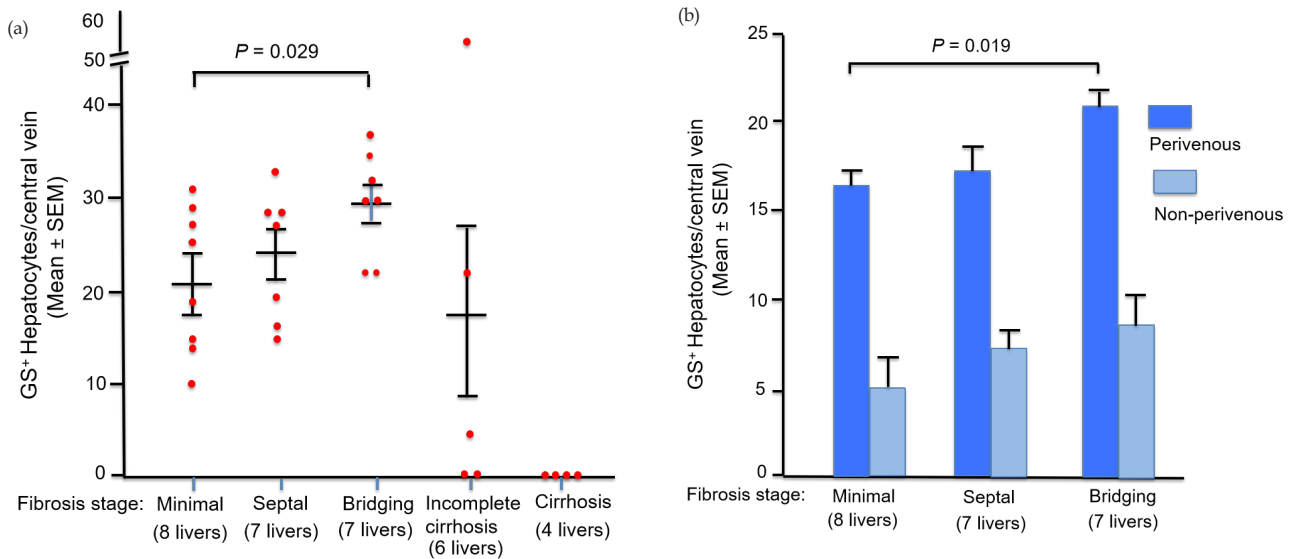 (a)
GS⁺ Hepatocytes/central vein
(Mean ± SEM)
60
50
40
30
20
10
0
P = 0.029
Fibrosis stage:
Minimal
(8 livers)
Septal
(7 livers)
Bridging
(7 livers)
Incomplete
cirrhosis
(6 livers)
Cirrhosis
(4 livers)
(b)
GS⁺ Hepatocytes/central vein
(Mean ± SEM)
25
20
15
10
5
0
P = 0.019
Perivenous
Non-perivenous
Fibrosis stage:
Minimal
(8 livers)
Septal
(7 livers)
Bridging
(7 livers)